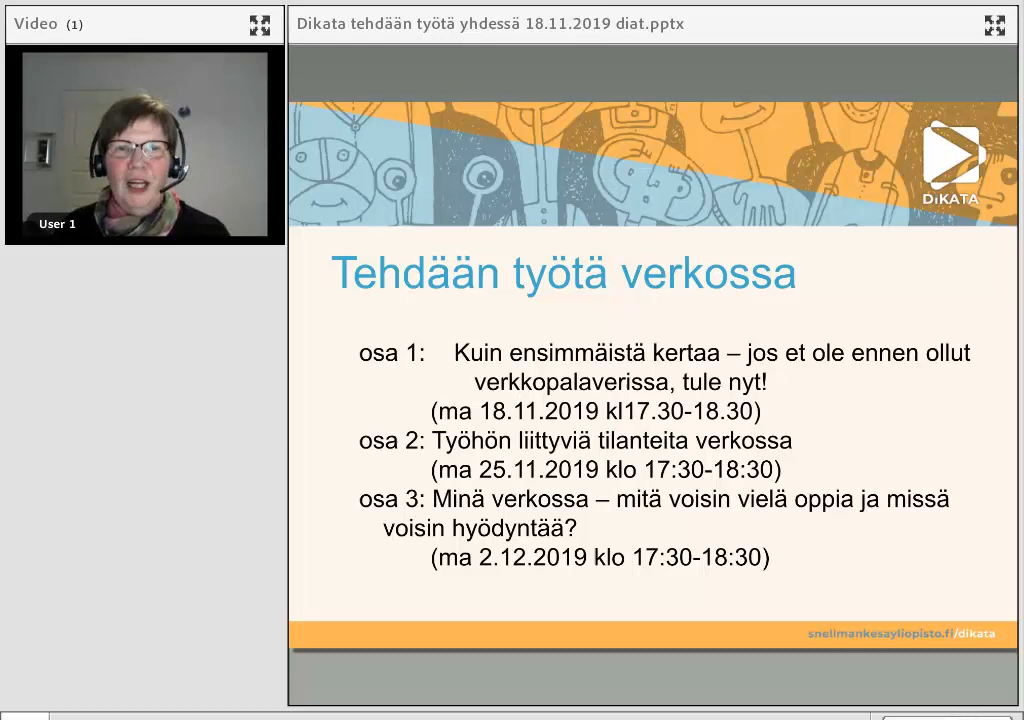 Video (1)
User 1
Dikata tehdään työtä yhdessä 18.11.2019 diat.pptx
DiKATA
Tehdään työtä verkossa
osa 1: Kuin ensimmäistä kertaa – jos et ole ennen ollut
verkkopalaverissa, tule nyt!
(ma 18.11.2019 kl17.30-18.30)
osa 2: Työhön liittyviä tilanteita verkossa
(ma 25.11.2019 klo 17:30-18:30)
osa 3: Minä verkossa – mitä voisin vielä oppia ja missä
voisin hyödyntää?
(ma 2.12.2019 klo 17:30-18:30)
snellmankesayliopisto.fi/dikata